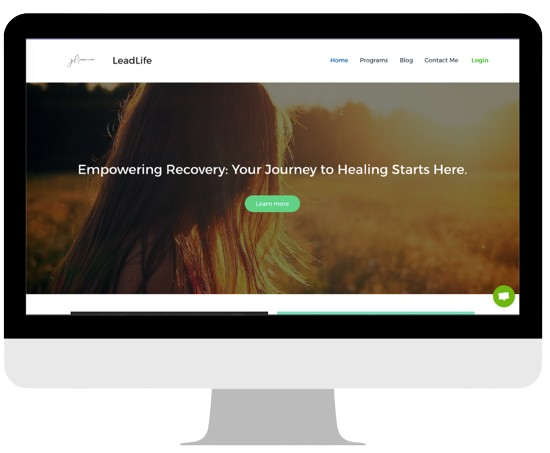 LeadLife
Home Programs Blog Contact Me Login
Empowering Recovery: Your Journey to Healing Starts Here.
Learn more